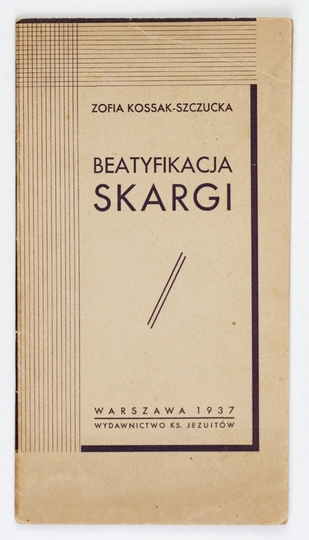 ZOFIA KOSSAK-SZCZUCKA
BEATYFIKACJA
SKARGI
WARSZAWA 1937
WYDAWNICTWO KS. JEZUITÓW